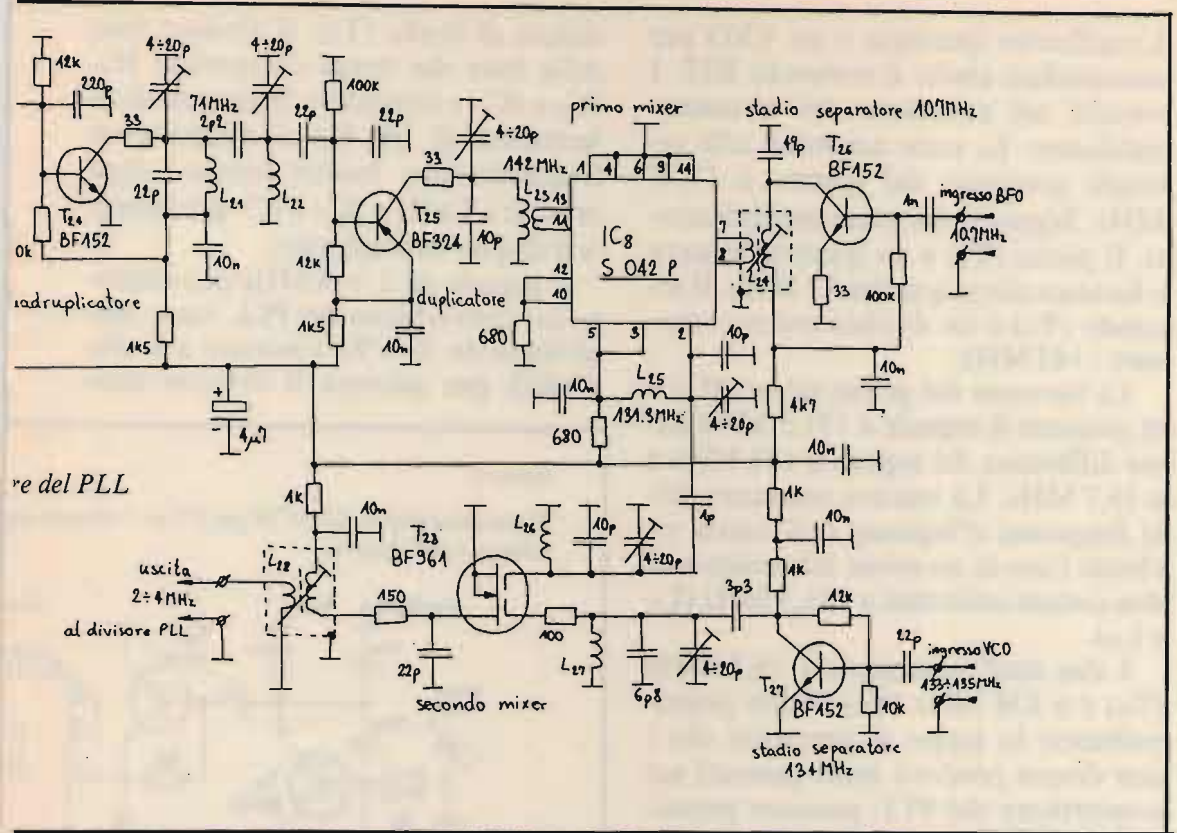 12k
220p
4÷20p
4÷20p
33
71MHz
2p2
22p
100k
22p
T24
BF152
22p
L21
L22
10n
0k
uadruplicatore
1k5
4µ7
+
-
33
4÷20p
142MHz
T25
BF324
10p
L23
12k
duplicatore
1k5
10n
primo mixer
1
4
6
9
14
13
11
12
10
7
8
5
3
2
IC8
S 042 P
680
10n
L25
131.3MHz
680
10p
4÷20p
1p
stadio separatore 10.7MHz
49p
T26
BF152
1n
ingresso BFO
10.7MHz
L24
33
100k
10n
4k7
10n
1k
10n
1k
re del PLL
1k
10n
L28
uscita
2÷4MHz
al divisore PLL
T28
BF961
L26
10p
4÷20p
150
22p
100
L27
6p8
4÷20p
3p3
secondo mixer
12k
22p
ingresso VCO
133÷135MHz
T27
BF152
10k
stadio separatore
134MHz